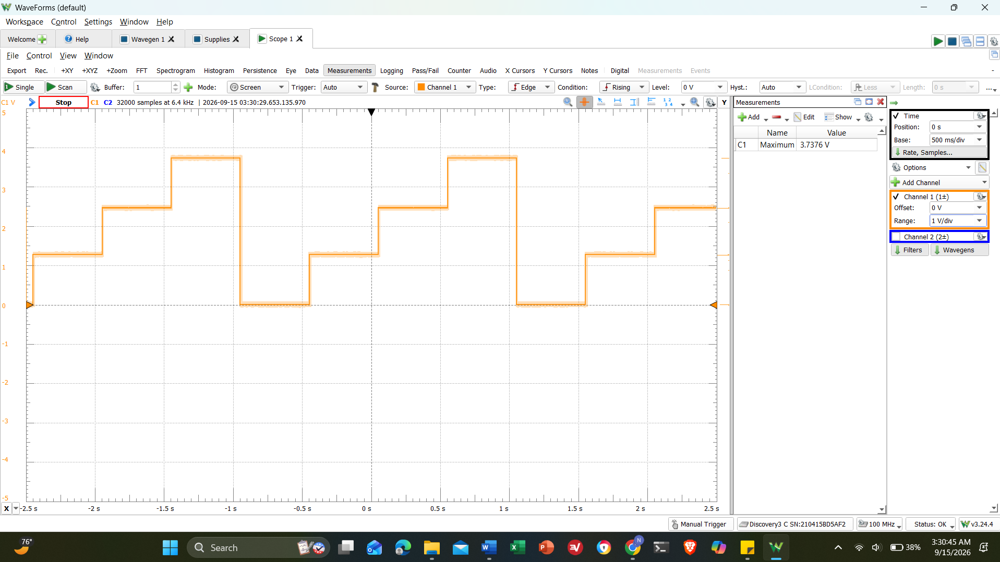 WaveForms (default)
Workspace Control Settings Window Help
Welcome Help Wavegen 1 Supplies Scope 1
File Control View Window
Export Rec. +XY +XYZ +Zoom FFT Spectrogram Histogram Persistence Eye Data Measurements Logging Pass/Fail Counter Audio X Cursors Y Cursors Notes Digital Measurements Events
Single Scan Buffer: 1 Mode: Screen Trigger: Auto Source: Channel 1 Type: Edge Condition: Rising Level: 0 V Hyst.: Auto LCondition: Less Length: 0 s ...
C1 V Stop C1 C2 32000 samples at 6.4 kHz | 2026-09-15 03:30:29.653.135.970 Y
5
4
3
2
1
0
-1
-2
-3
-4
-5
X -2.5 s -2 s -1.5 s -1 s -0.5 s 0 s 0.5 s 1 s 1.5 s 2 s 2.5 s
Measurements
Add Edit Show
Name Value
C1 Maximum 3.7376 V
Time
Position: 0 s
Base: 500 ms/div
Rate, Samples...
Options
Add Channel
Channel 1 (1±)
Offset: 0 V
Range: 1 V/div
Channel 2 (2±)
Filters Wavegens
Manual Trigger Discovery3 C SN:210415BD5AF2 100 MHz Status: OK v3.24.4
76°
Search
38%
3:30:45 AM
9/15/2026